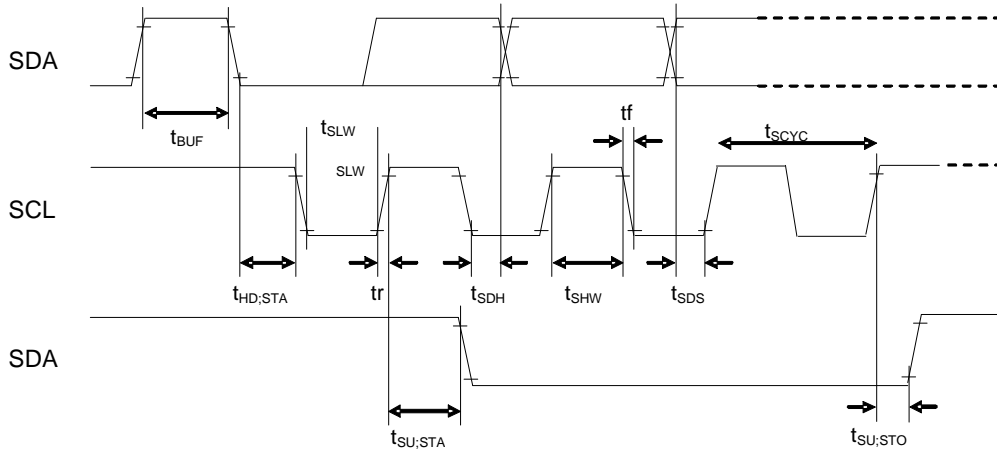 SDA
tBUF
tSLW
SLW
tf
tSCYC
SCL
tHD;STA
tr
tSDH
tSHW
tSDS
SDA
tSU;STA
tSU;STO